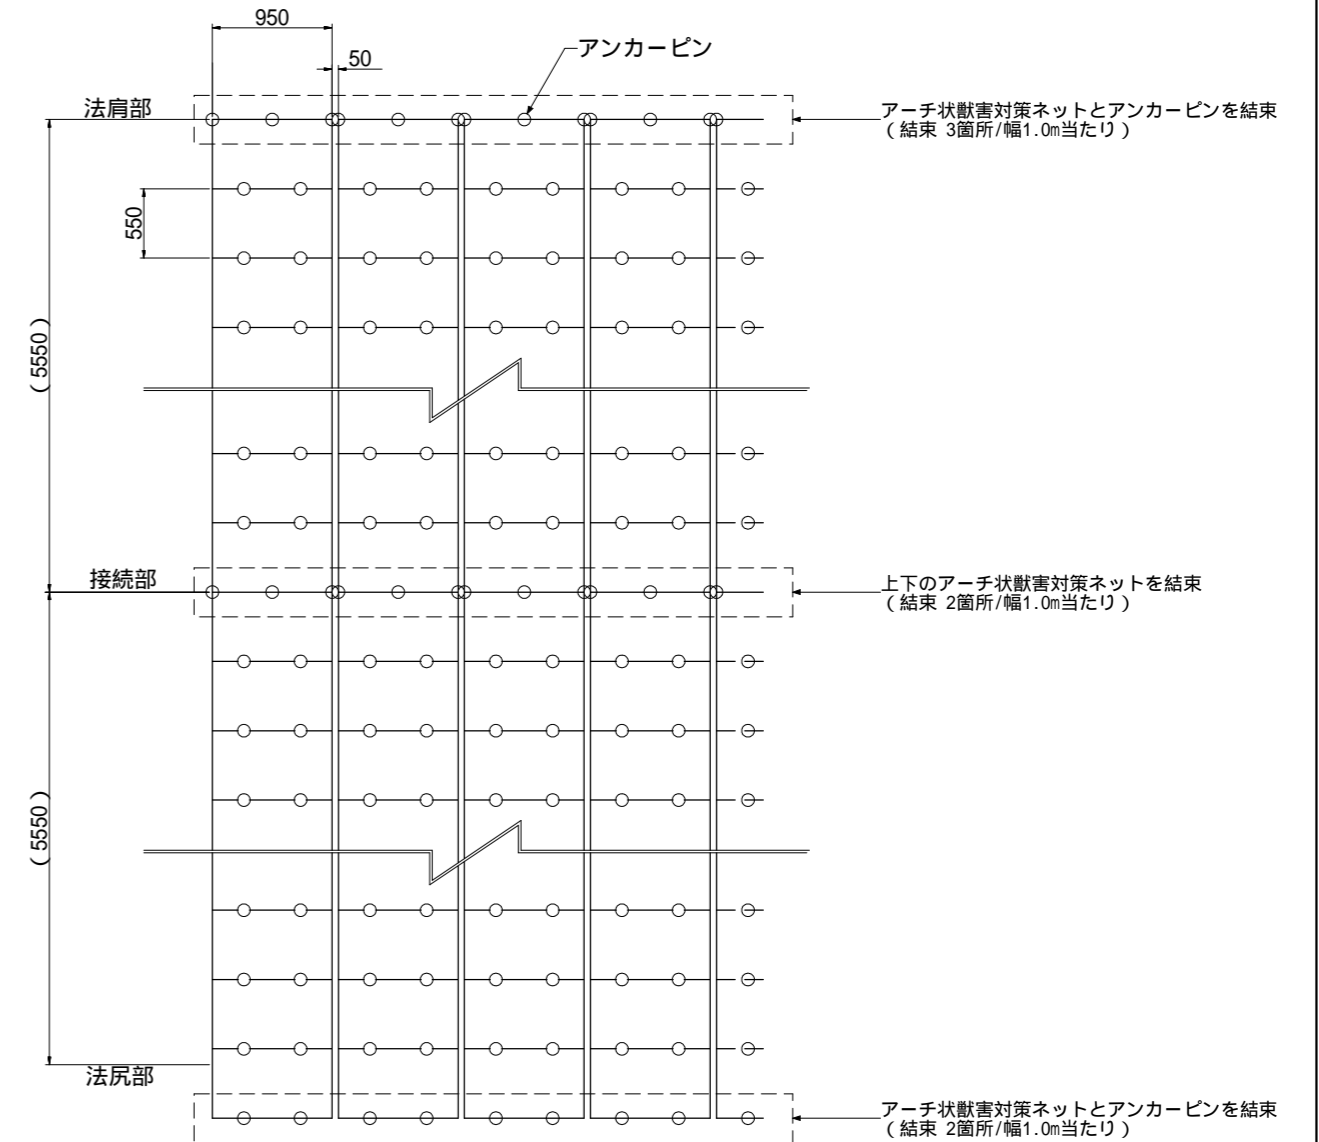 950
50
アンカーピン
法肩部
アーチ状獣害対策ネットとアンカーピンを結束
（結束 3箇所/幅1.0m当たり）
550
（5550）
接続部
上下のアーチ状獣害対策ネットを結束
（結束 2箇所/幅1.0m当たり）
（5550）
法尻部
アーチ状獣害対策ネットとアンカーピンを結束
（結束 2箇所/幅1.0m当たり）